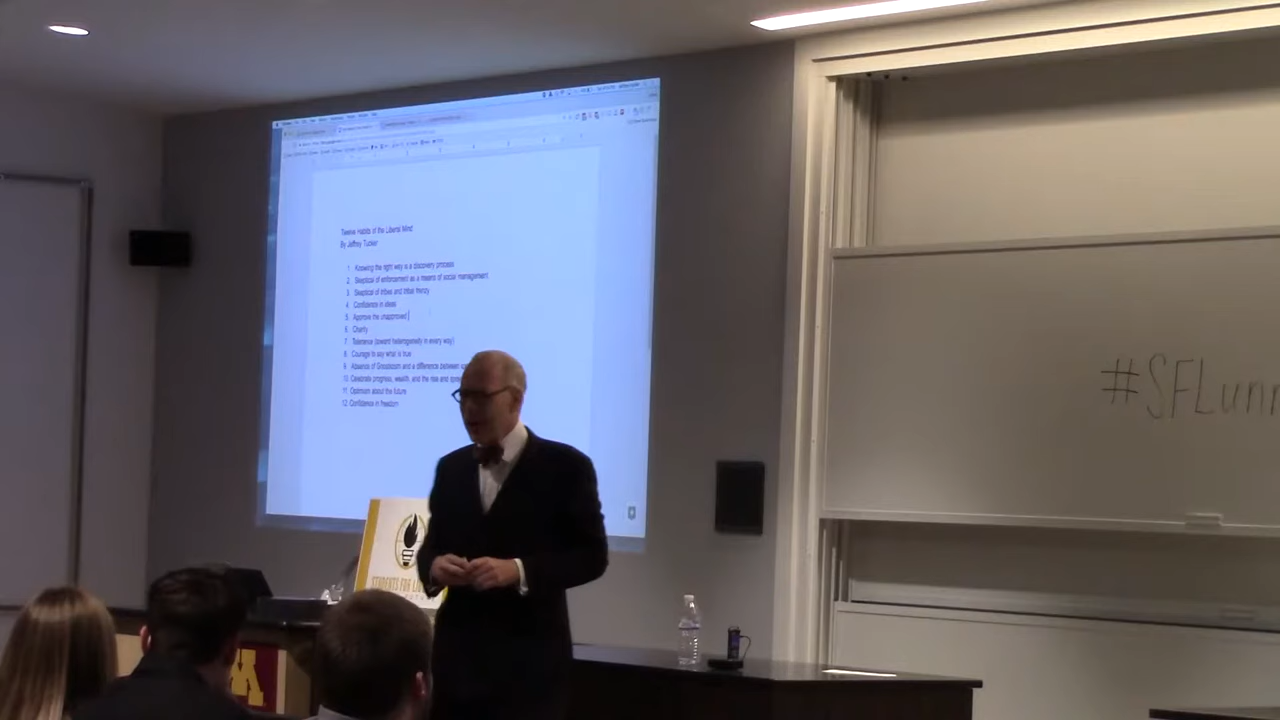 Twelve Habits of the Liberal Mind
By Jeffrey Tucker
1. Knowing the right way is a discovery process
2. Skeptical of enforcement as a means of social management
3. Skeptical of tribes and tribal frenzy
4. Confidence in ideas
5. Approve the unapproved
6. Charity
7. Tolerance (toward heterogeneity in every way)
8. Courage to say what is true
9. Absence of Groupism and a difference between
10. Celebrate progress, wealth, and the rise and
11. Optimism about the future
12. Confidence in freedom
#SFLunr
STUDENTS FOR LI
M